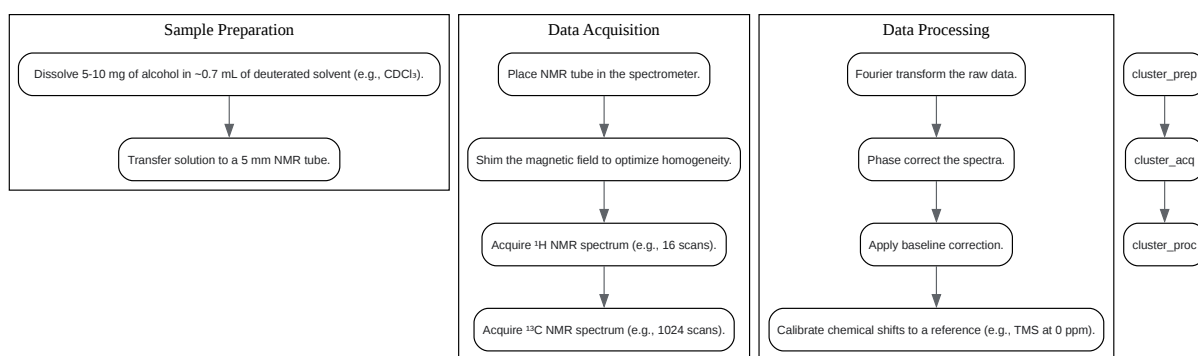 Sample Preparation
Dissolve 5-10 mg of alcohol in ~0.7 mL of deuterated solvent (e.g., CDCl₃).
Transfer solution to a 5 mm NMR tube.
Data Acquisition
Place NMR tube in the spectrometer.
Shim the magnetic field to optimize homogeneity.
Acquire ¹H NMR spectrum (e.g., 16 scans).
Acquire ¹³C NMR spectrum (e.g., 1024 scans).
Data Processing
Fourier transform the raw data.
Phase correct the spectra.
Apply baseline correction.
Calibrate chemical shifts to a reference (e.g., TMS at 0 ppm).
cluster_prep
cluster_acq
cluster_proc